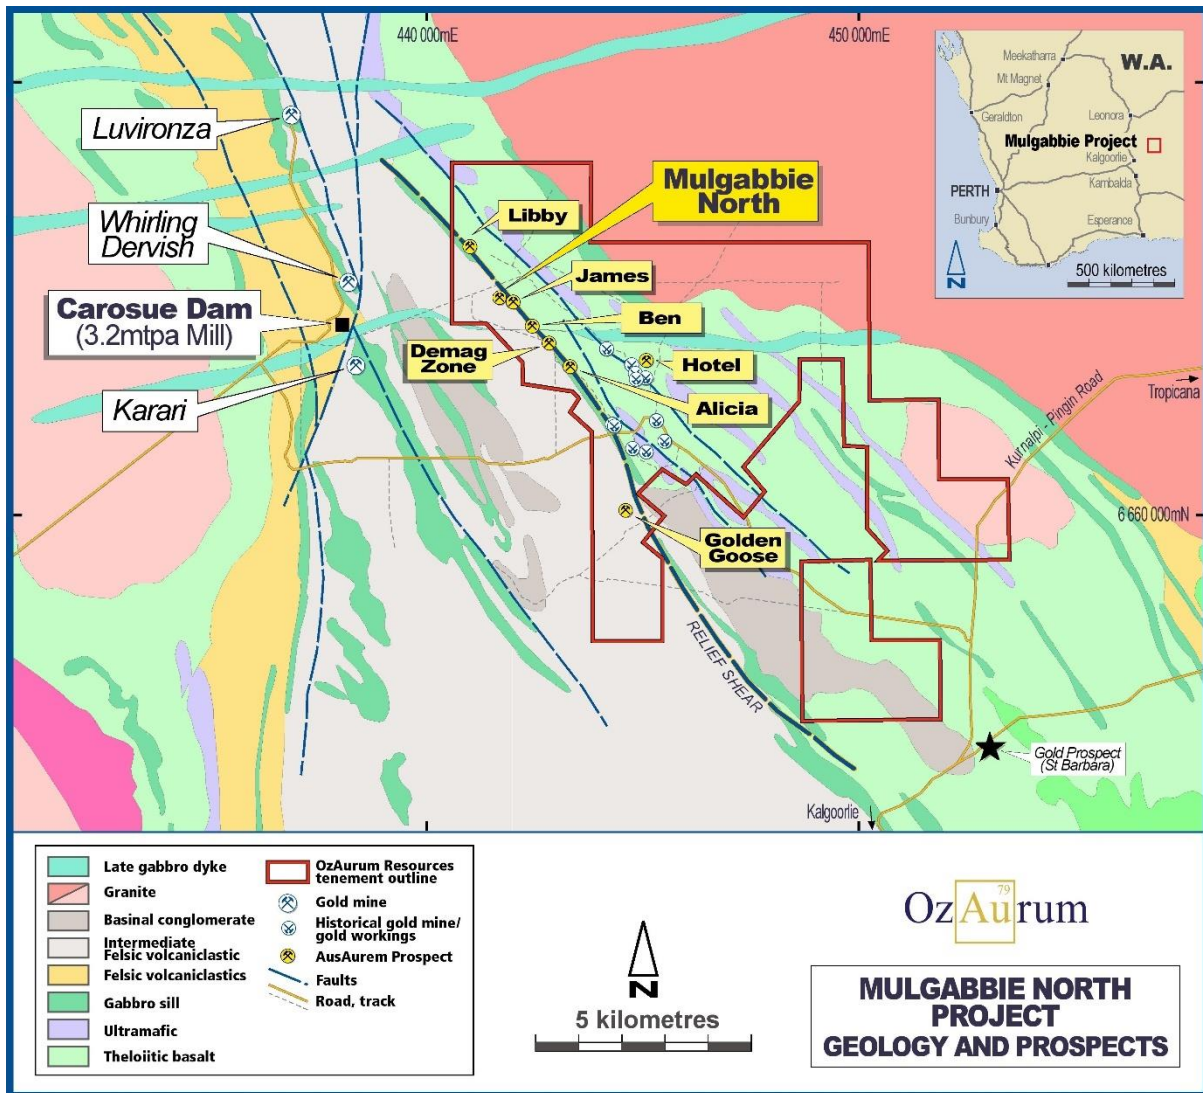 440 000mE
450 000mE
Luvironza
Whirling
Dervish
Carosue Dam
(3.2mtpa Mill)
Karari
Libby
Mulgabbie
North
James
Ben
Demag
Zone
Hotel
Alicia
Golden
Goose
RELIEF SHEAR
Kurnalpi - Pingin Road
Tropicana
6 660 000mN
Gold Prospect
(St Barbara)
Kalgoorlie
W.A.
Meekatharra
Mt Magnet
Geraldton
Leonora
Mulgabbie Project
Kalgoorlie
PERTH
Kambalda
Bunbury
Esperance
N
500 kilometres
Late gabbro dyke
Granite
Basinal conglomerate
Intermediate
Felsic volcaniclastic
Felsic volcaniclastics
Gabbro sill
Ultramafic
Theloiitic basalt
OzAurum Resources
tenement outline
Gold mine
Historical gold mine/
gold workings
AusAurem Prospect
Faults
Road, track
N
5 kilometres
79
OzAurum
MULGABBIE NORTH
PROJECT
GEOLOGY AND PROSPECTS